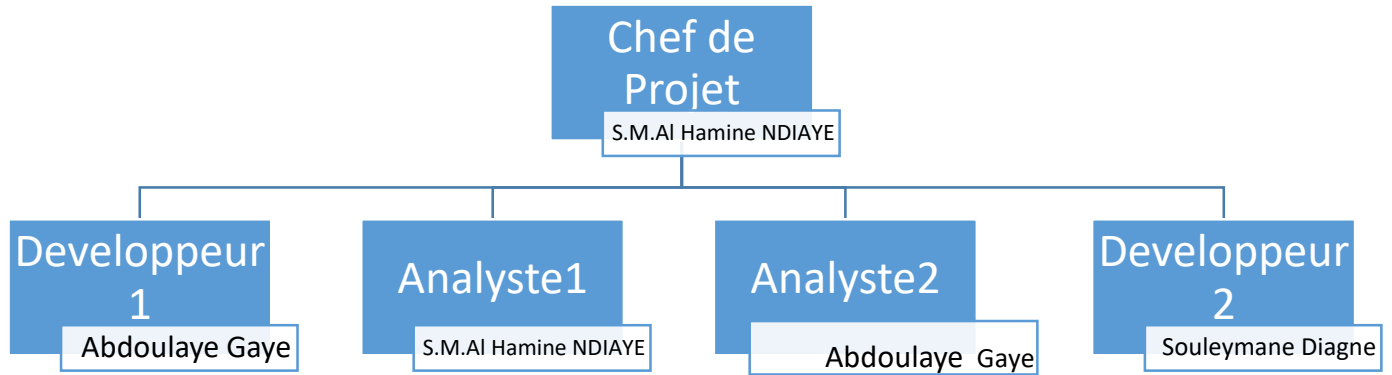 Chef de
Projet
S.M.Al Hamine NDIAYE
Developpeur
1
Abdoulaye Gaye
Analyste1
S.M.Al Hamine NDIAYE
Analyste2
Abdoulaye Gaye
Developpeur
2
Souleymane Diagne